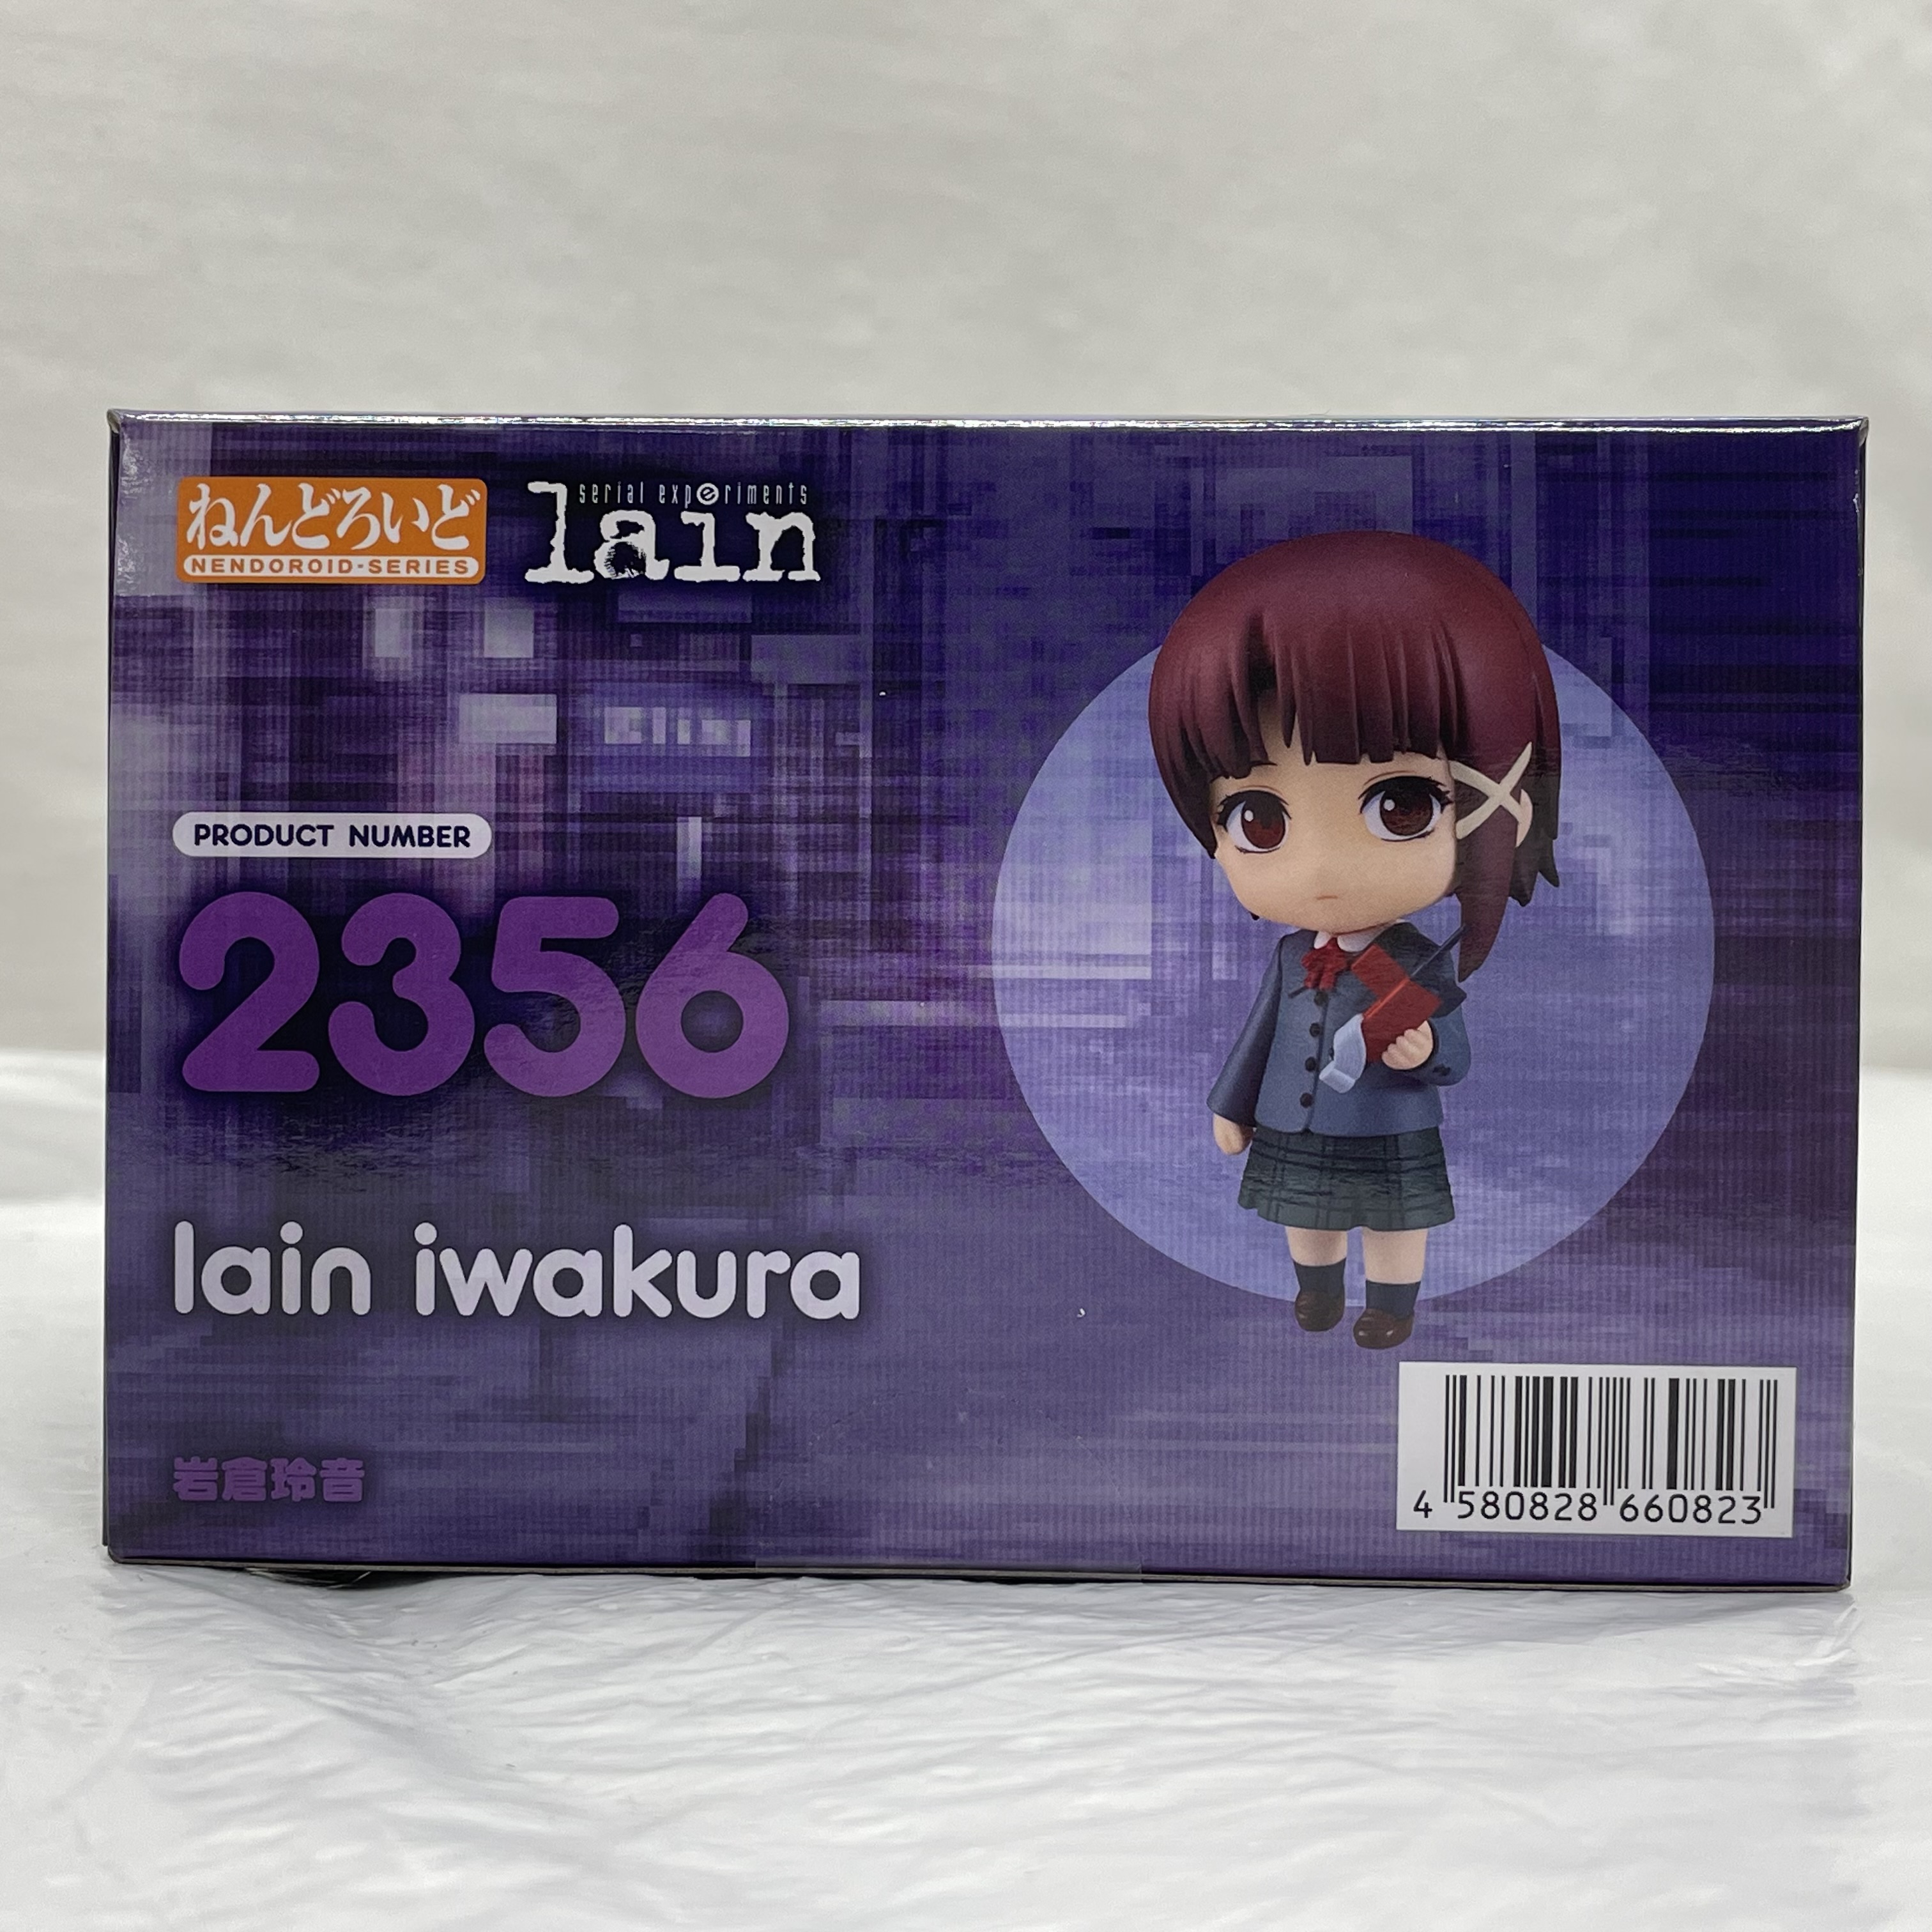 ねんどろいど
NENDOROID·SERIES
serial experiments
lain
PRODUCT NUMBER
2356
lain iwakura
岩倉玲音
4 580828 660823